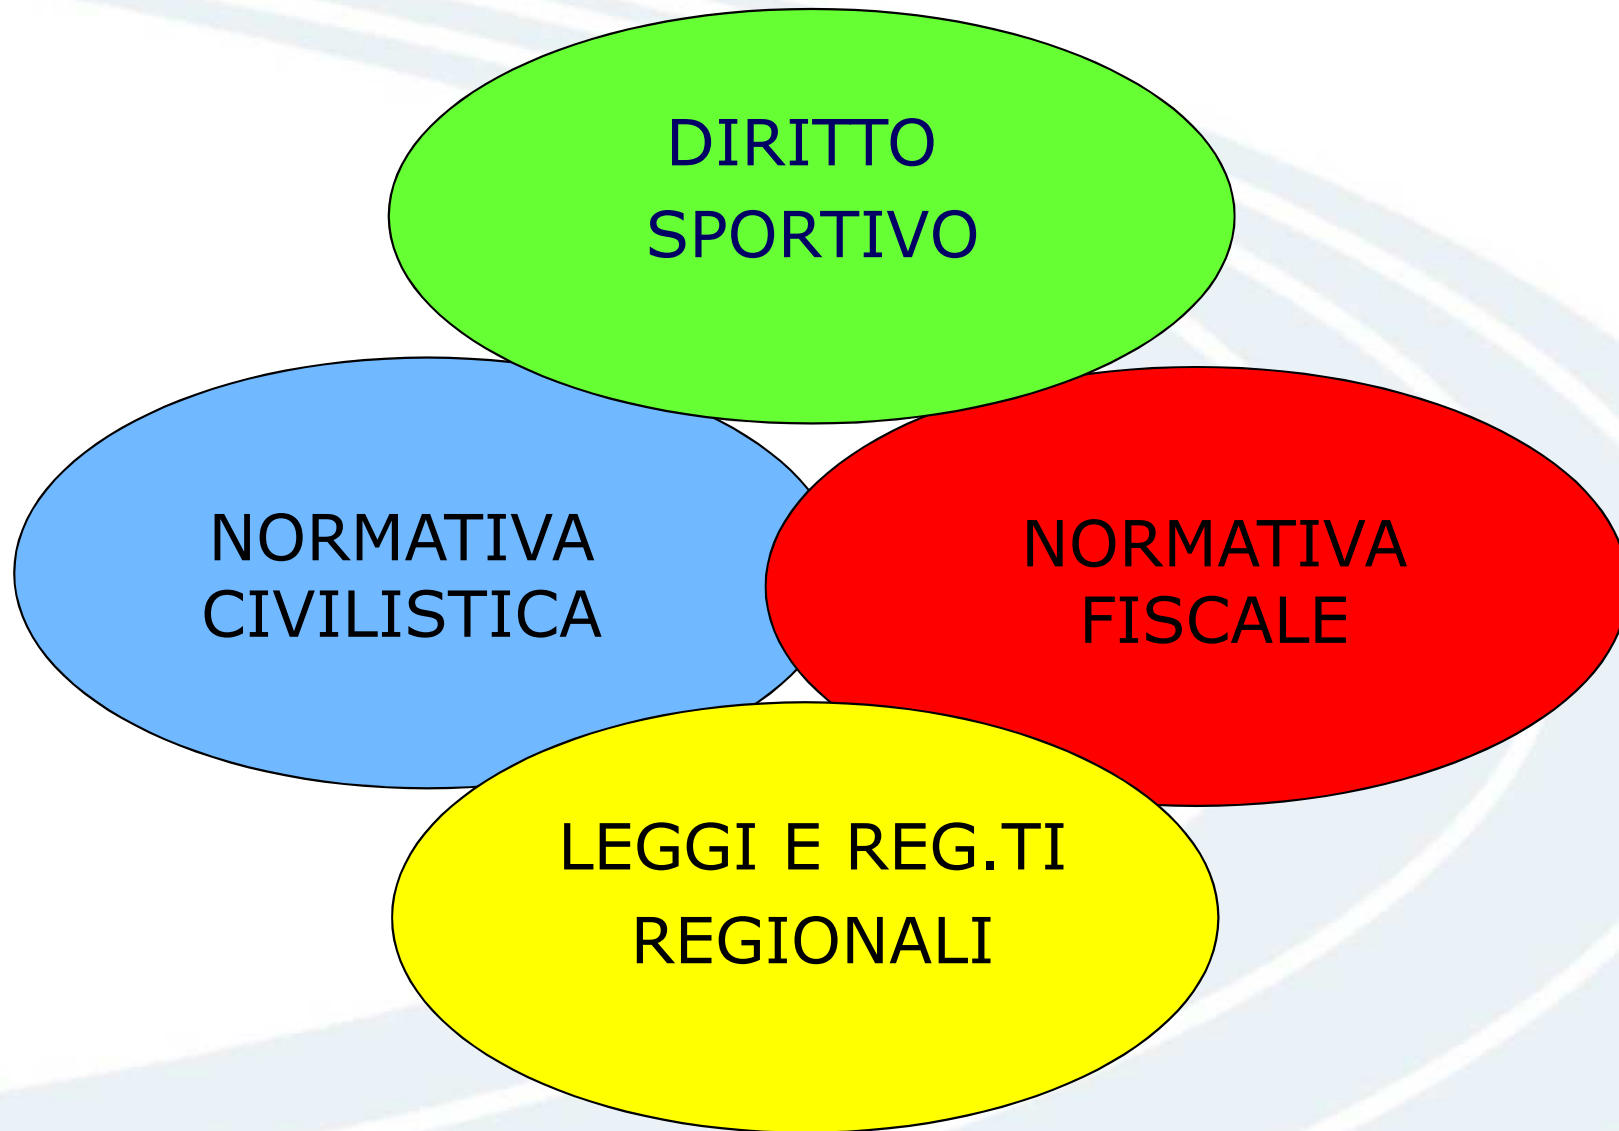 DIRITTO
SPORTIVO
NORMATIVA
CIVILISTICA
NORMATIVA
FISCALE
LEGGI E REG.TI
REGIONALI